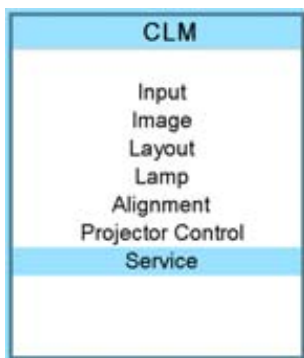 CLM
Input
Image
Layout
Lamp
Alignment
Projector Control
Service